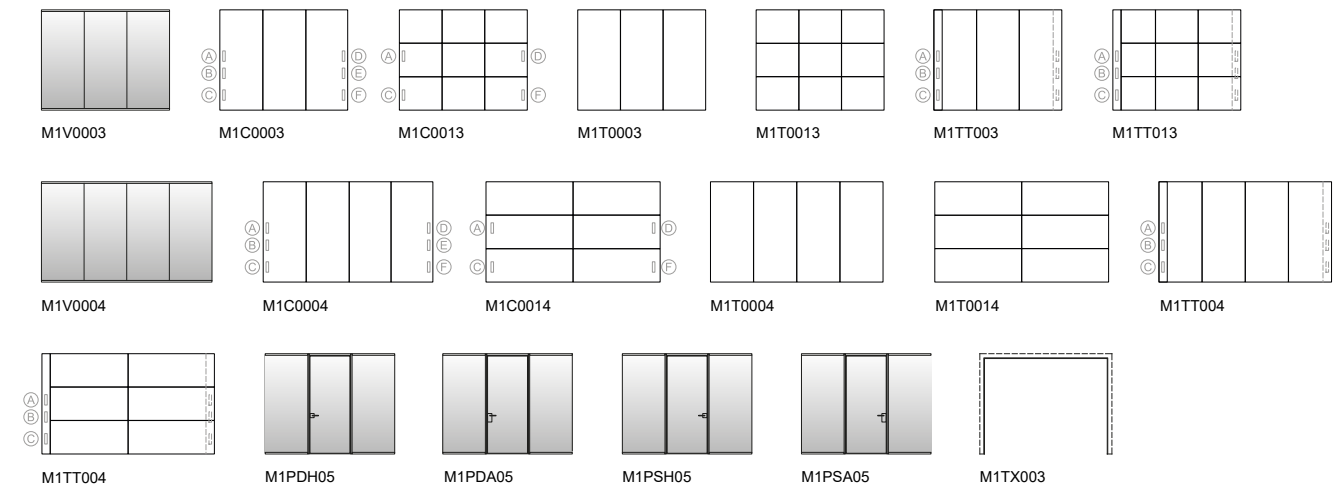 A D A D A A
B E B B
C F C F C C
M1V0003 M1C0003 M1C0013 M1T0003 M1T0013 M1TT003 M1TT013
A D A D A
B E B
C F C F C
M1V0004 M1C0004 M1C0014 M1T0004 M1T0014 M1TT004
A
B
C
M1TT004 M1PDH05 M1PDA05 M1PSH05 M1PSA05 M1TX003